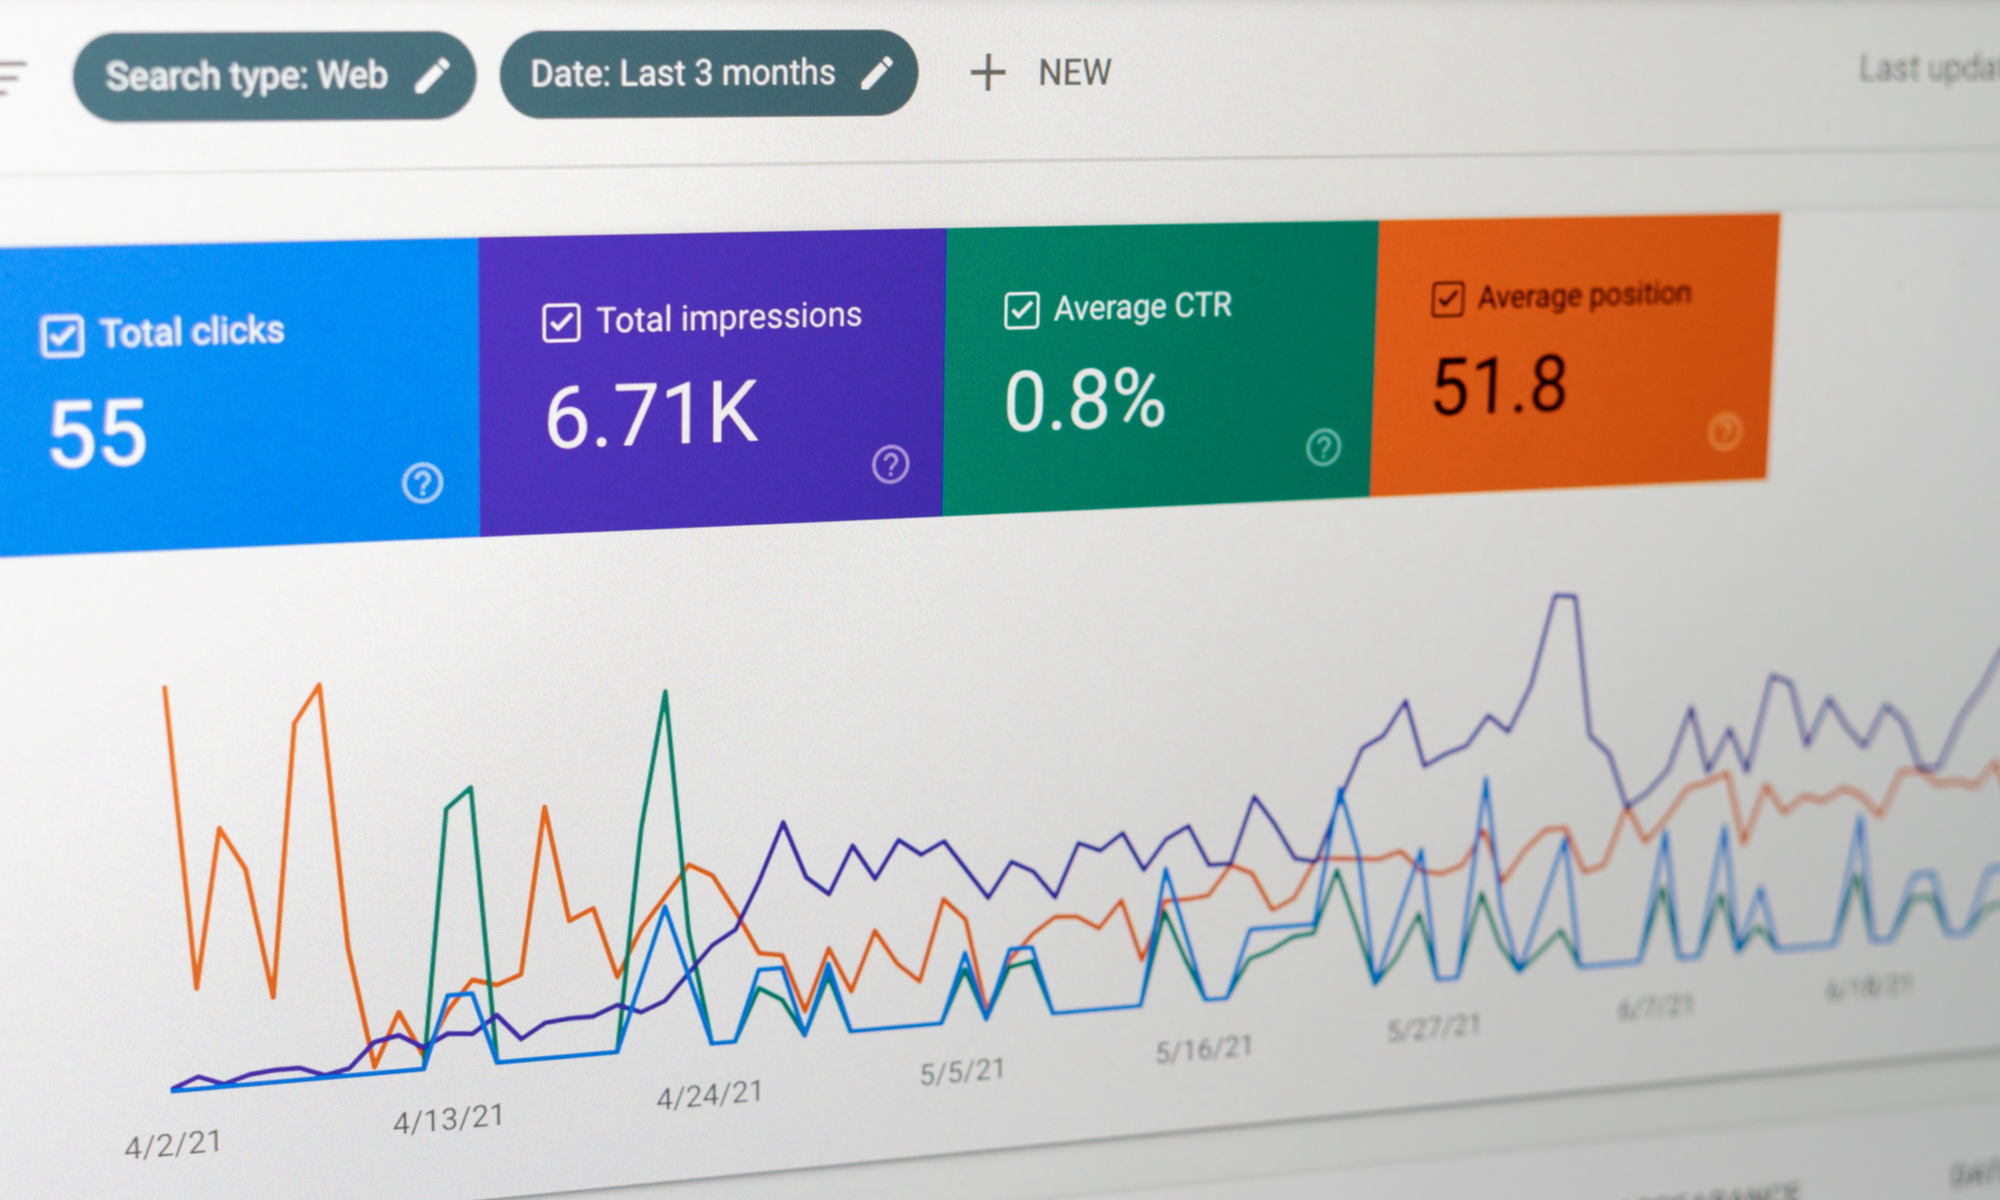 Search type: Web
Date: Last 3 months
+ NEW
Last
Total clicks
55
Total impressions
6.71K
Average CTR
0.8%
Average position
51.8
4/2/21
4/13/21
4/24/21
5/5/21
5/16/21
5/27/21
6/7/21
6/18/21